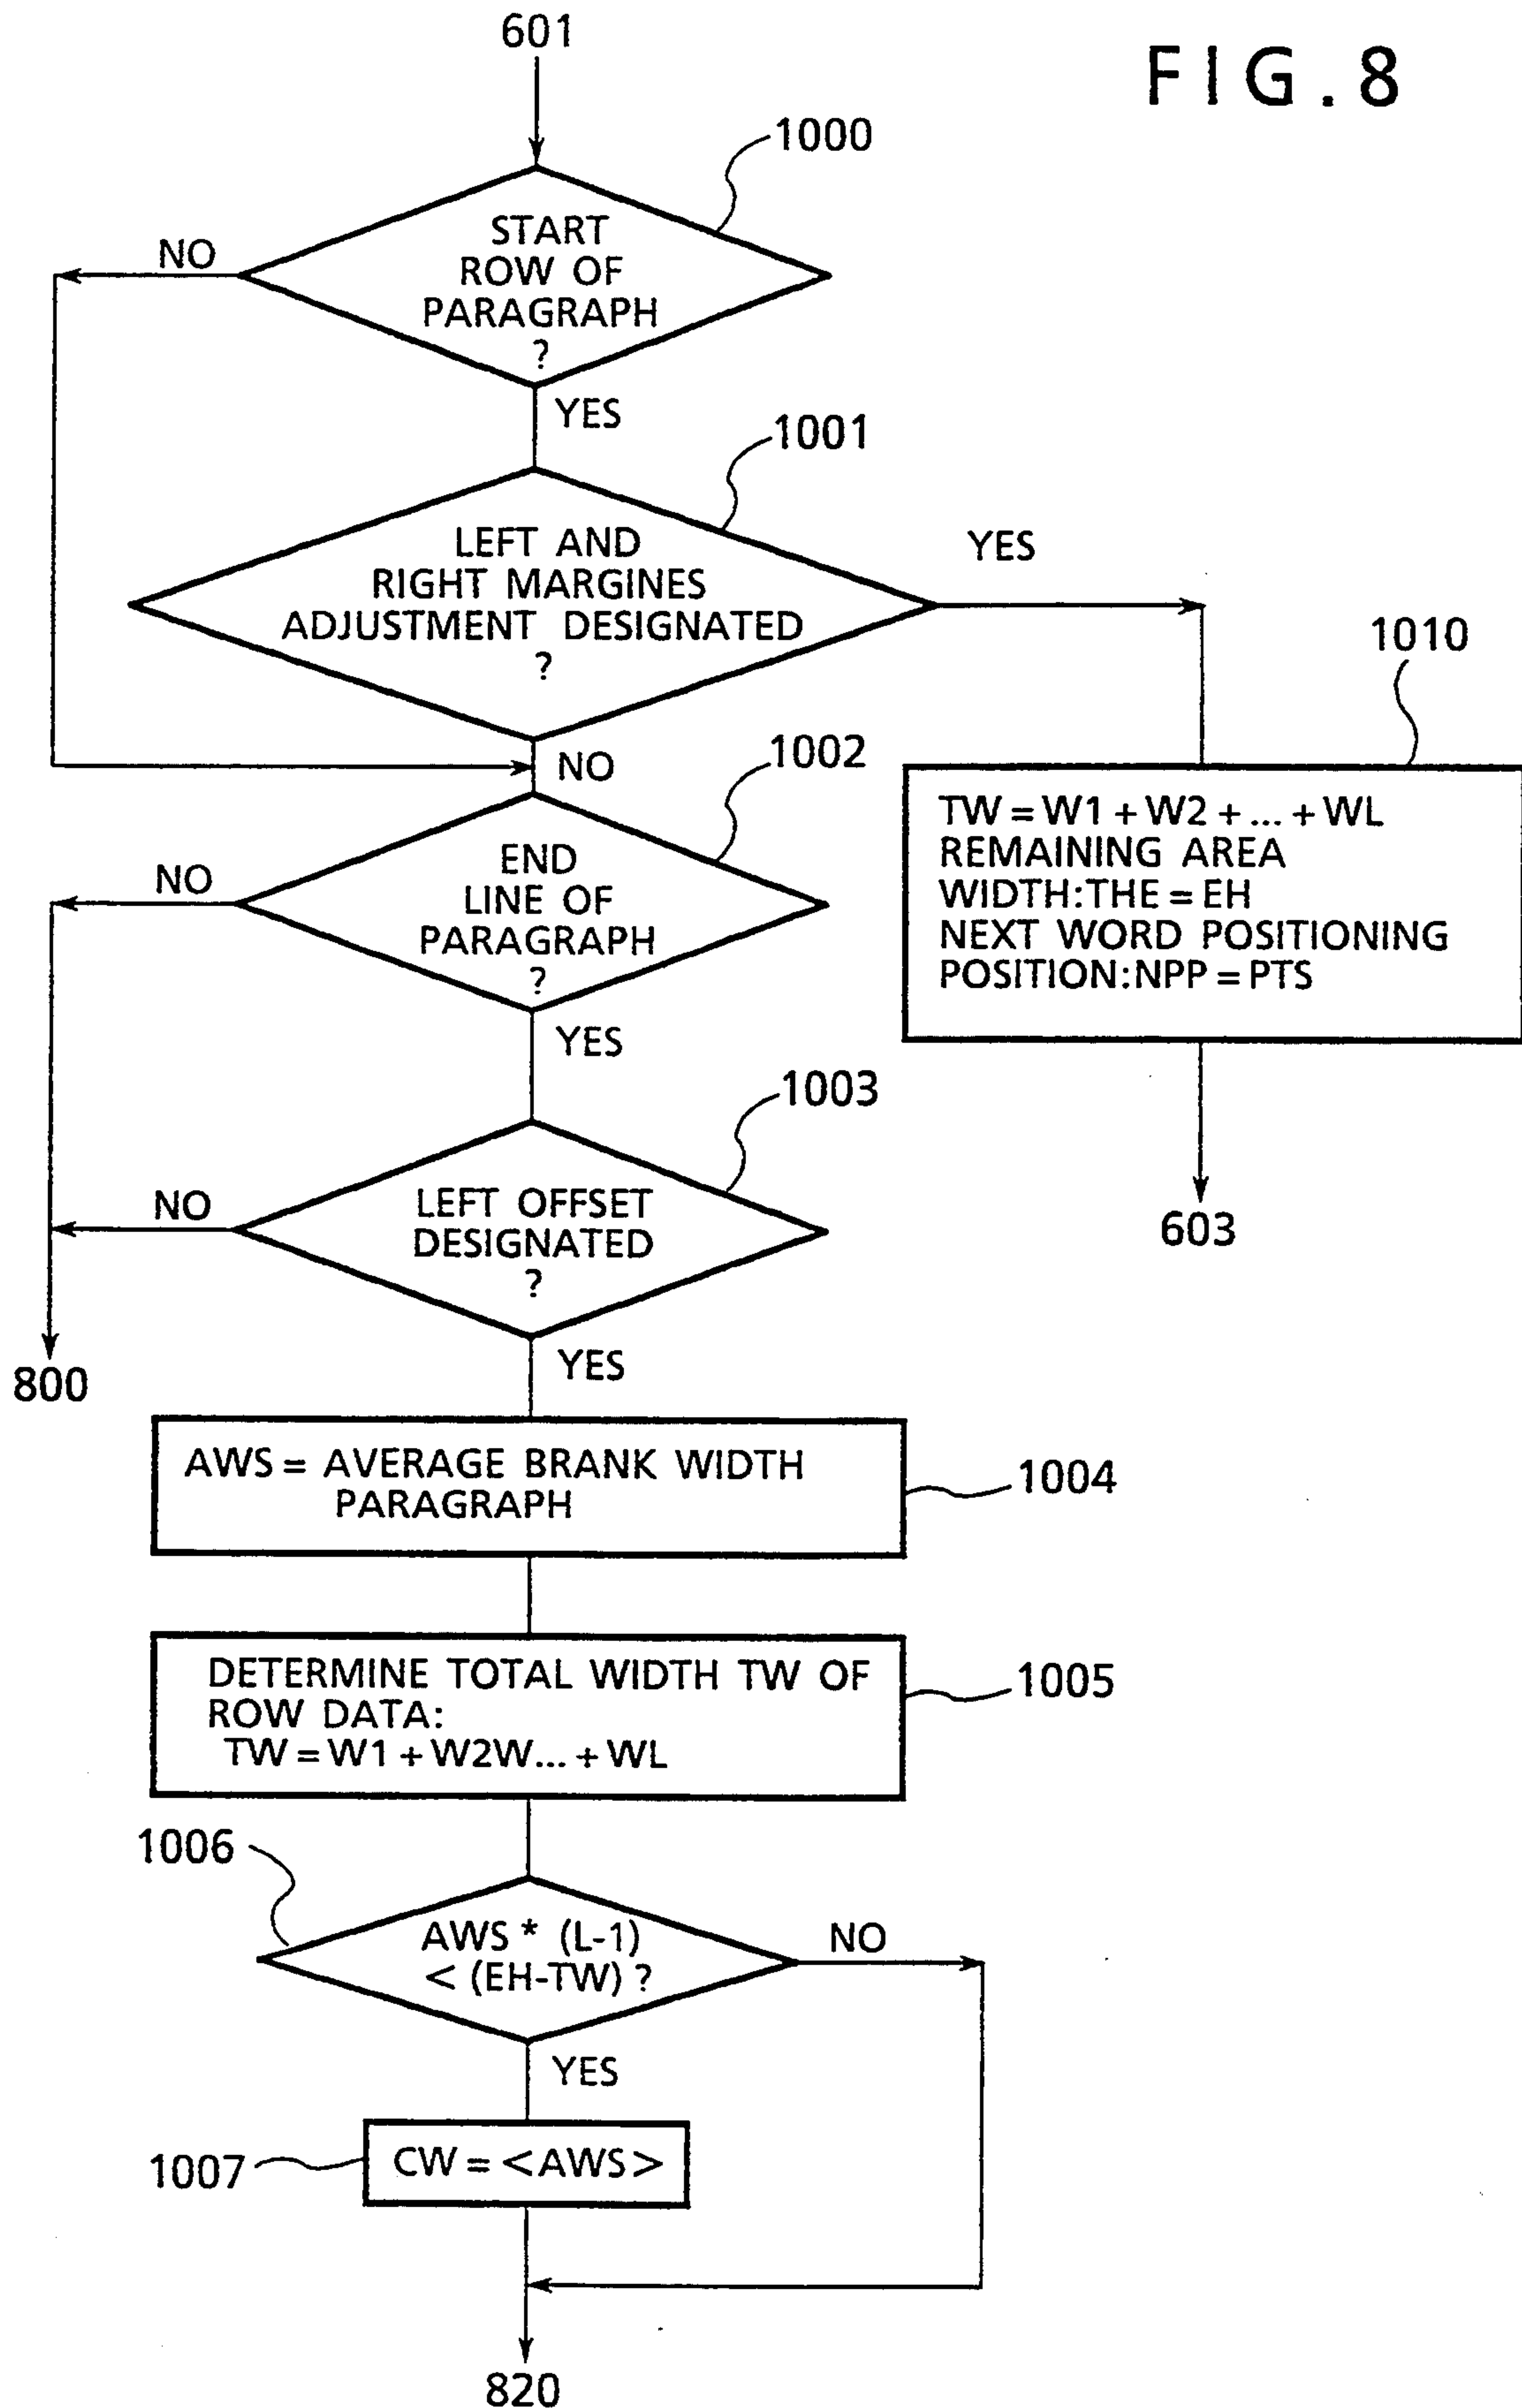 601
FIG.8
1000
START
ROW OF
PARAGRAPH
?
NO
YES
1001
LEFT AND
RIGHT MARGINES
ADJUSTMENT DESIGNATED
?
YES
NO
1010
TW = W1 + W2 + ... + WL
REMAINING AREA
WIDTH:THE = EH
NEXT WORD POSITIONING
POSITION:NPP = PTS
603
1002
END
LINE OF
PARAGRAPH
?
NO
YES
1003
LEFT OFFSET
DESIGNATED
?
NO
800
YES
AWS = AVERAGE BRANK WIDTH
PARAGRAPH
1004
DETERMINE TOTAL WIDTH TW OF
ROW DATA:
TW = W1 + W2W... + WL
1005
1006
AWS * (L-1)
< (EH-TW) ?
NO
YES
1007
CW = <AWS>
820